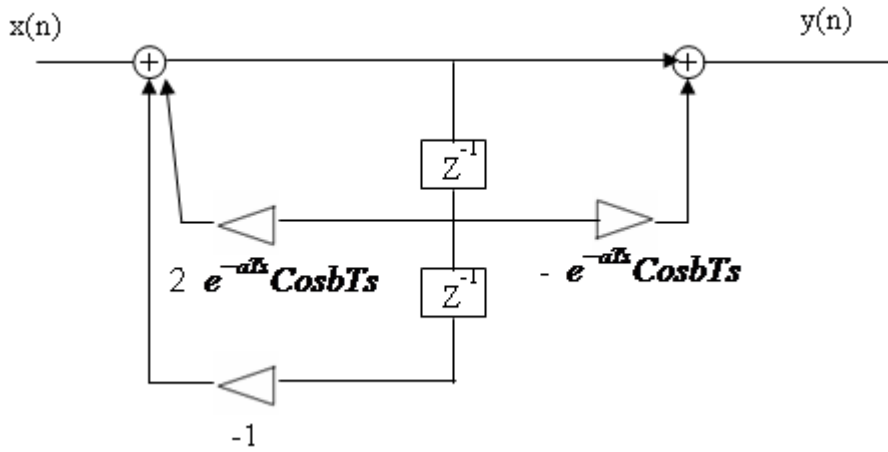 x(n)
y(n)
+
+
Z^-1
2 e^-aTs CosbTs
- e^-aTs CosbTs
Z^-1
-1